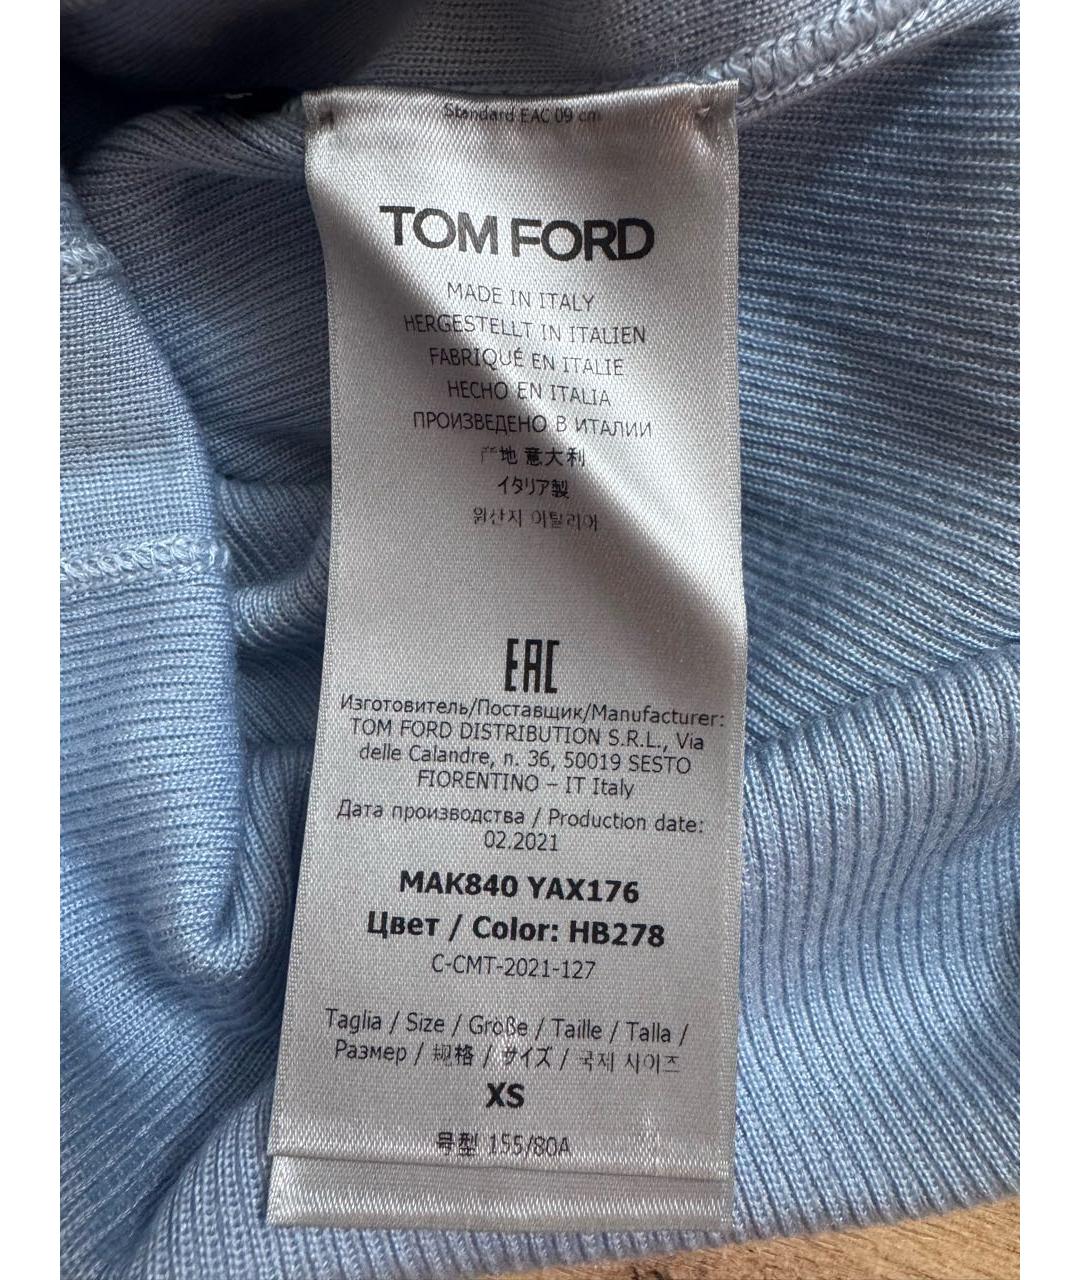 Standard EAC 09 cm
TOM FORD
MADE IN ITALY
HERGESTELLT IN ITALIEN
FABRIQUÉ EN ITALIE
HECHO EN ITALIA
ПРОИЗВЕДЕНО В ИТАЛИИ
产地 意大利
イタリア製
원산지 이탈리어
EAC
Изготовитель/Поставщик/Manufacturer:
TOM FORD DISTRIBUTION S.R.L., Via
delle Calandre, n. 36, 50019 SESTO
FIORENTINO – IT Italy
Дата производства / Production date:
02.2021
MAK840 YAX176
Цвет / Color: HB278
C-CMT-2021-127
Taglia / Size / Große / Taille / Talla /
Размер / 规格 / サイズ / 국제 사이즈
XS
号型 155/80A